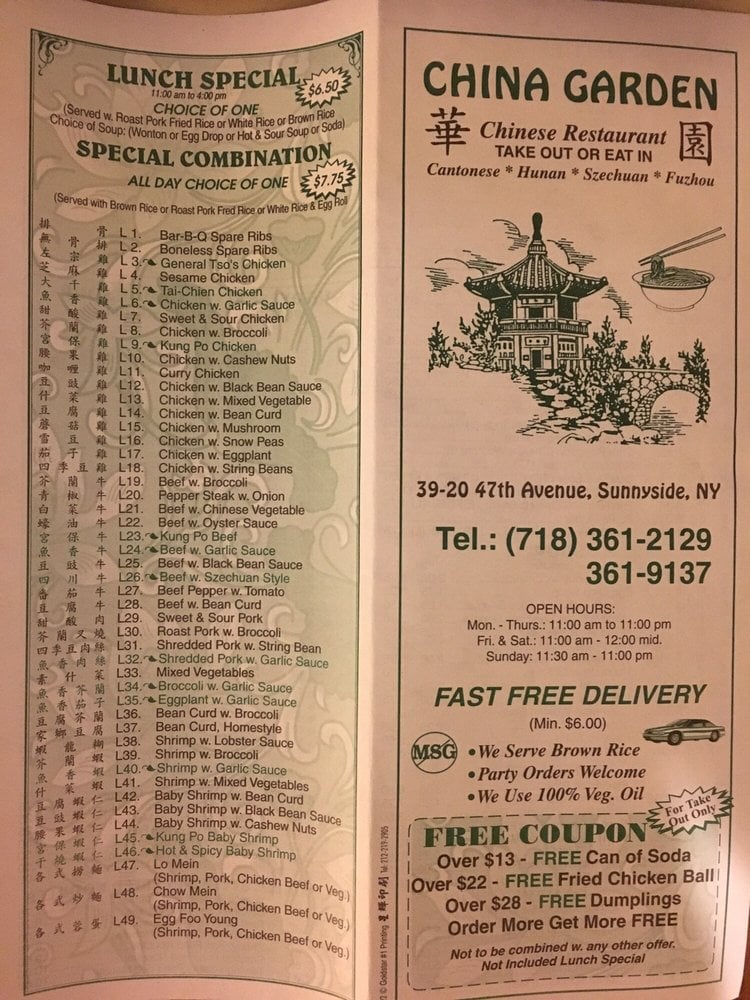 LUNCH SPECIAL
11:00 am to 4:00 pm
$6.50
CHOICE OF ONE
(Served w. Roast Pork Fried Rice or White Rice or Brown Rice
Choice of Soup: (Wonton or Egg Drop or Hot & Sour Soup or Soda)
SPECIAL COMBINATION
ALL DAY CHOICE OF ONE
$7.75
(Served with Brown Rice or Roast Pork Fred Rice or White Rice & Egg Roll
L 1. Bar-B-Q Spare Ribs
L 2. Boneless Spare Ribs
L 3. General Tso's Chicken
L 4. Sesame Chicken
L 5. Tai-Chien Chicken
L 6. Chicken w. Garlic Sauce
L 7. Sweet & Sour Chicken
L 8. Chicken w. Broccoli
L 9. Kung Po Chicken
L10. Chicken w. Cashew Nuts
L11. Curry Chicken
L12. Chicken w. Black Bean Sauce
L13. Chicken w. Mixed Vegetable
L14. Chicken w. Bean Curd
L15. Chicken w. Mushroom
L16. Chicken w. Snow Peas
L17. Chicken w. Eggplant
L18. Chicken w. String Beans
L19. Beef w. Broccoli
L20. Pepper Steak w. Onion
L21. Beef w. Chinese Vegetable
L22. Beef w. Oyster Sauce
L23. Kung Po Beef
L24. Beef w. Garlic Sauce
L25. Beef w. Black Bean Sauce
L26. Beef w. Szechuan Style
L27. Beef Pepper w. Tomato
L28. Beef w. Bean Curd
L29. Sweet & Sour Pork
L30. Roast Pork w. Broccoli
L31. Shredded Pork w. String Bean
L32. Shredded Pork w. Garlic Sauce
L33. Mixed Vegetables
L34. Broccoli w. Garlic Sauce
L35. Eggplant w. Garlic Sauce
L36. Bean Curd w. Broccoli
L37. Bean Curd, Homestyle
L38. Shrimp w. Lobster Sauce
L39. Shrimp w. Broccoli
L40. Shrimp w. Garlic Sauce
L41. Shrimp w. Mixed Vegetables
L42. Baby Shrimp w. Bean Curd
L43. Baby Shrimp w. Black Bean Sauce
L44. Baby Shrimp w. Cashew Nuts
L45. Kung Po Baby Shrimp
L46. Hot & Spicy Baby Shrimp
各式撈麵 L47. Lo Mein
(Shrimp, Pork, Chicken Beef or Veg.)
各式炒麵 L48. Chow Mein
(Shrimp, Pork, Chicken Beef or Veg.)
各式蓉蛋 L49. Egg Foo Young
(Shrimp, Pork, Chicken Beef or Veg.)
© Goldstar #1 Printing Tel: 212-219-2905
CHINA GARDEN
華 Chinese Restaurant 園
TAKE OUT OR EAT IN
Cantonese * Hunan * Szechuan * Fuzhou
39-20 47th Avenue, Sunnyside, NY
Tel.: (718) 361-2129
361-9137
OPEN HOURS:
Mon. - Thurs.: 11:00 am to 11:00 pm
Fri. & Sat.: 11:00 am - 12:00 mid.
Sunday: 11:30 am - 11:00 pm
FAST FREE DELIVERY
(Min. $6.00)
MSG
• We Serve Brown Rice
• Party Orders Welcome
• We Use 100% Veg. Oil
For Take
Out Only
FREE COUPON
Over $13 - FREE Can of Soda
Over $22 - FREE Fried Chicken Ball
Over $28 - FREE Dumplings
Order More Get More FREE
Not to be combined w. any other offer.
Not Included Lunch Special